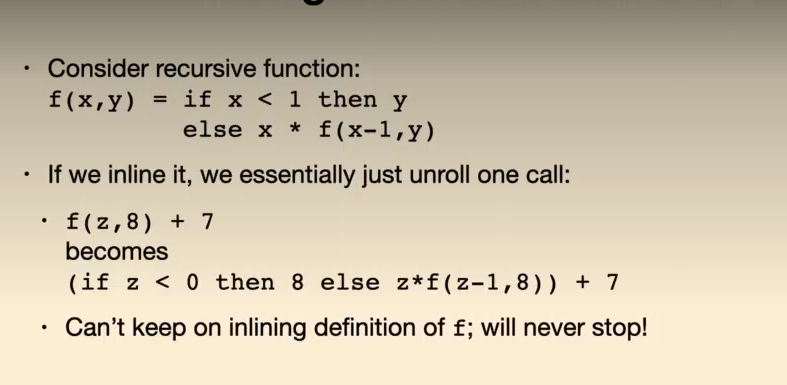 • Consider recursive function:
f(x,y) = if x < 1 then y
else x * f(x-1,y)
• If we inline it, we essentially just unroll one call:
• f(z,8) + 7
becomes
(if z < 0 then 8 else z*f(z-1,8)) + 7
• Can't keep on inlining definition of f; will never stop!